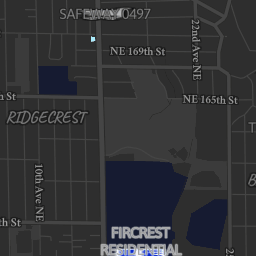 SAFEWAY 0497
22nd Ave NE
NE 169th St
NE 165th St
h St
RIDGECREST
10th Ave NE
th St
FIRCREST
RESIDENTIAL